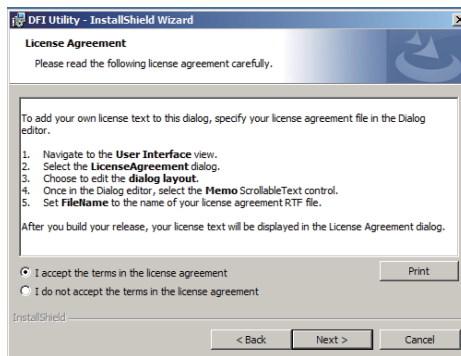 DFI Utility - InstallShield Wizard
License Agreement
Please read the following license agreement carefully.
To add your own license text to this dialog, specify your license agreement file in the Dialog
editor.
1. Navigate to the User Interface view.
2. Select the LicenseAgreement dialog.
3. Choose to edit the dialog layout.
4. Once in the Dialog editor, select the Memo ScrollableText control.
5. Set FileName to the name of your license agreement RTF file.
After you build your release, your license text will be displayed in the License Agreement dialog.
I accept the terms in the license agreement
Print
I do not accept the terms in the license agreement
InstallShield
< Back
Next >
Cancel